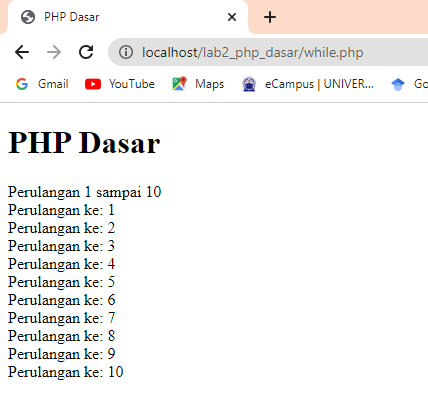 PHP Dasar
localhost/lab2_php_dasar/while.php
Gmail YouTube Maps eCampus | UNIVER... Go
PHP Dasar
Perulangan 1 sampai 10
Perulangan ke: 1
Perulangan ke: 2
Perulangan ke: 3
Perulangan ke: 4
Perulangan ke: 5
Perulangan ke: 6
Perulangan ke: 7
Perulangan ke: 8
Perulangan ke: 9
Perulangan ke: 10